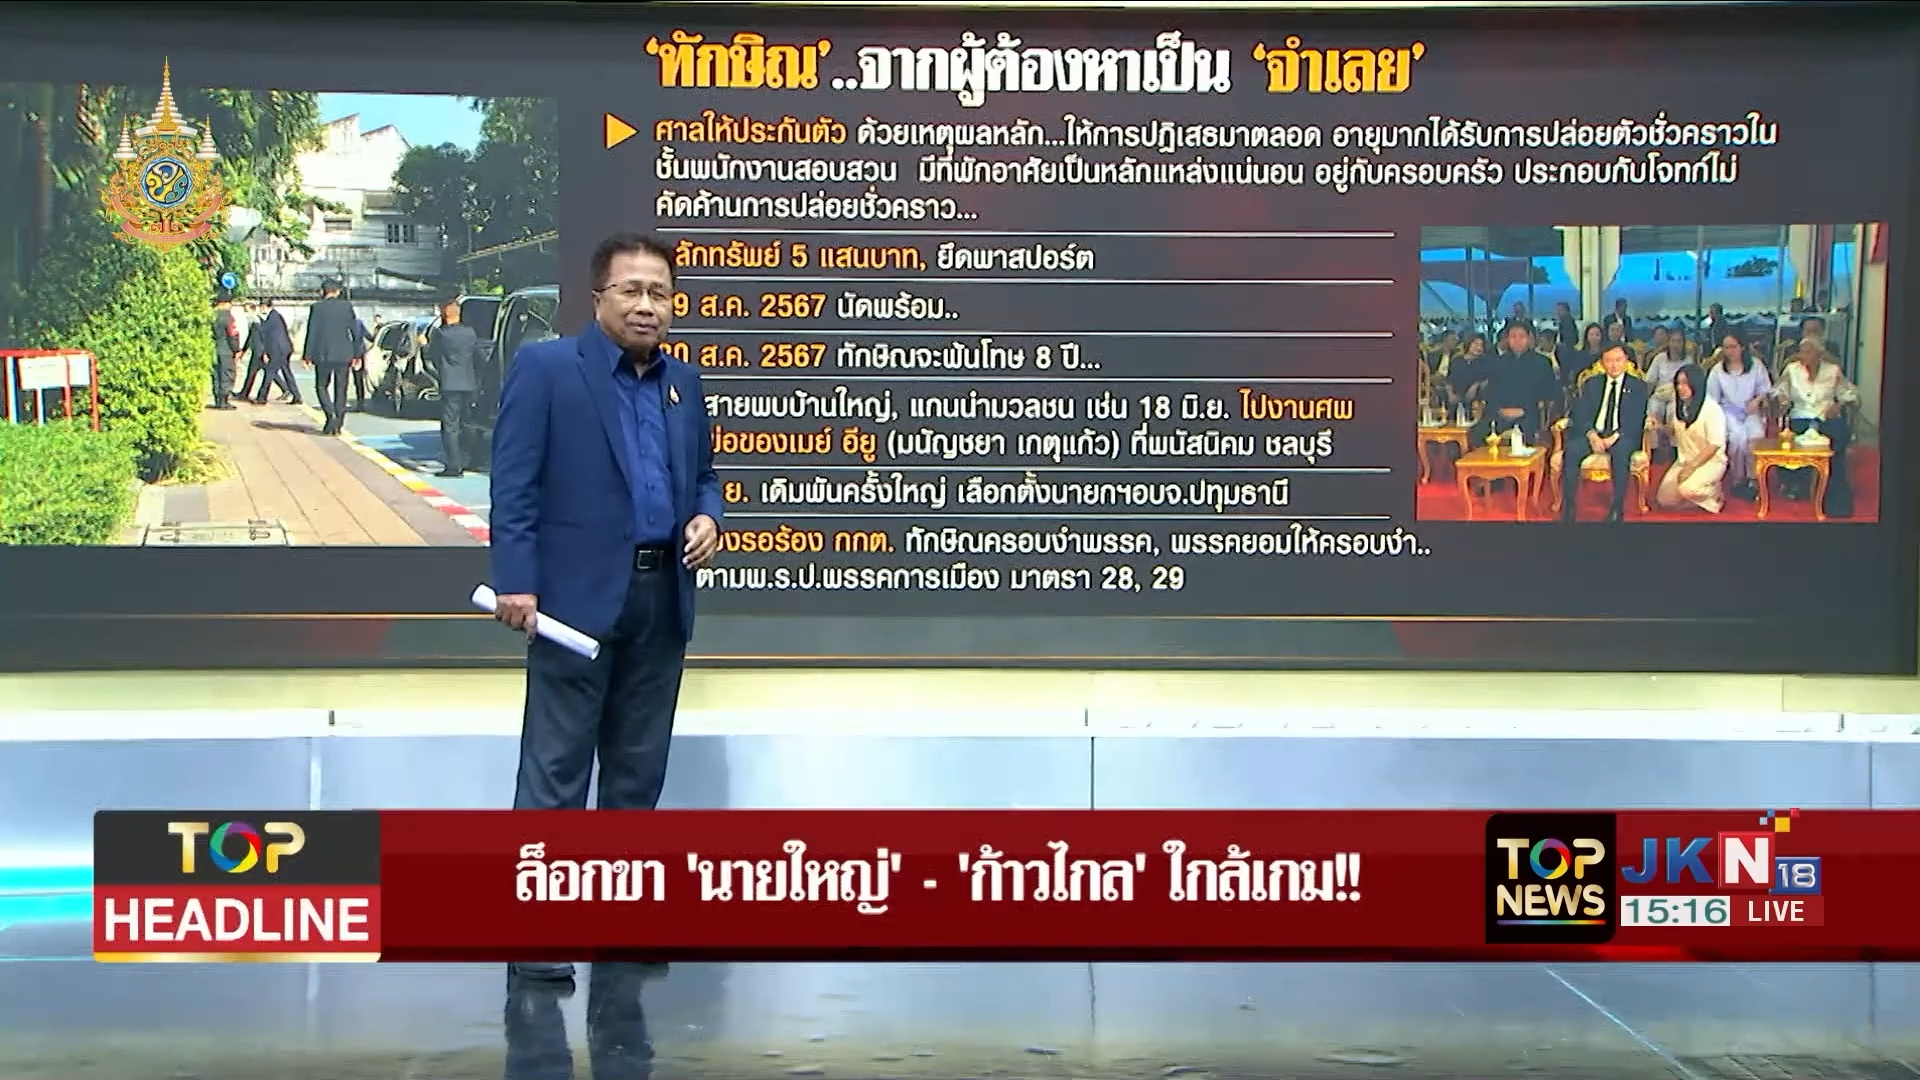 'ทักษิณ'..จากผู้ต้องหาเป็น 'จำเลย'
ศาลให้ประกันตัว ด้วยเหตุผลหลัก...ให้การปฏิเสธมาตลอด อายุมากได้รับการปล่อยตัวชั่วคราวใน
ชั้นพนักงานสอบสวน มีที่พักอาศัยเป็นหลักแหล่งแน่นอน อยู่กับครอบครัว ประกอบกับโจทก์ไม่
คัดค้านการปล่อยชั่วคราว...
5 แสนบาท, ยึดพาสปอร์ต
ส.ค. 2567 นัดพร้อม..
ส.ค. 2567 ทักษิณจะพ้นโทษ 8 ปี...
สายพบบ้านใหญ่, แกนนำมวลชน เช่น 18 มิ.ย. ไปงานศพ
พ่อของเมย์ อียู (มนัญชยา เกตุแก้ว) ที่พนัสนิคม ชลบุรี
ย. เดิมพันครั้งใหญ่ เลือกตั้งนายกฯอบจ.ปทุมธานี
กกต. ทักษิณครอบงำพรรค, พรรคยอมให้ครอบงำ..
ตามพ.ร.ป.พรรคการเมือง มาตรา 28, 29
TOP
HEADLINE
ล็อกขา 'นายใหญ่' - 'ก้าวไกล' ใกล้เกม!!
TOP
NEWS
JKN 18
15:16 LIVE